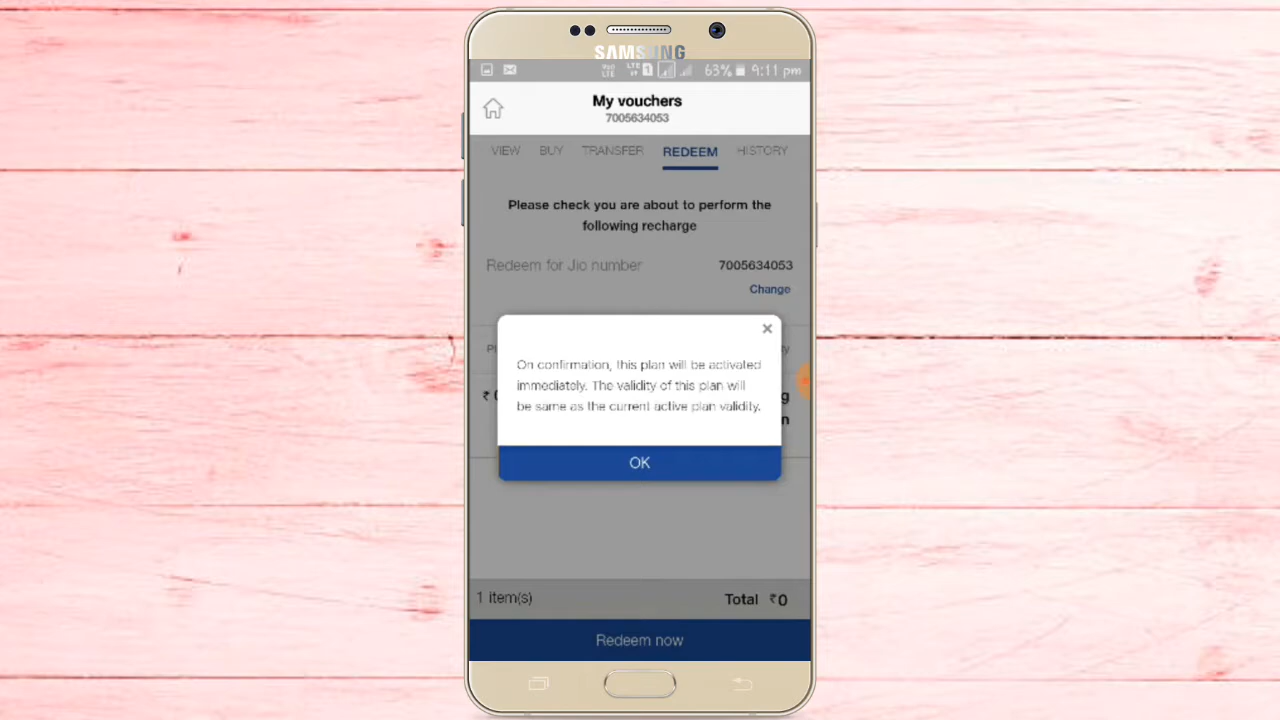 SAMSUNG
63% 9:11 pm
My vouchers
7005634053
VIEW BUY TRANSFER REDEEM HISTORY
Please check you are about to perform the
following recharge
Redeem for Jio number 7005634053
Change
On confirmation, this plan will be activated
immediately. The validity of this plan will
be same as the current active plan validity.
OK
1 item(s) Total ₹0
Redeem now